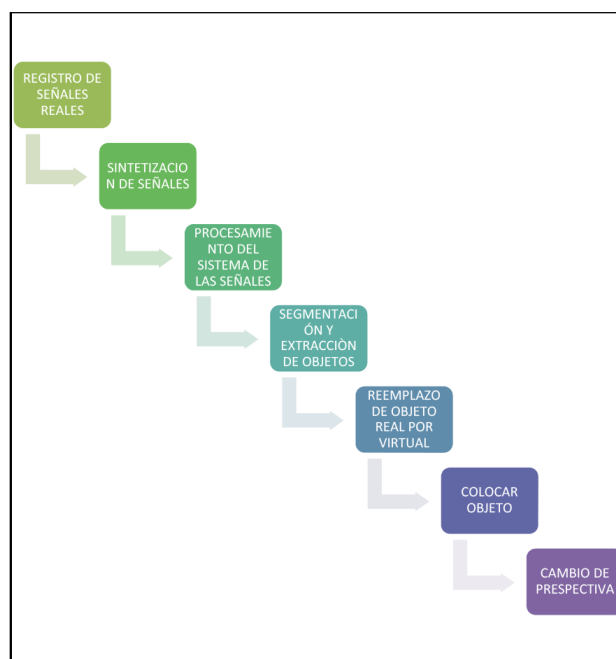 REGISTRO DE
SEÑALES
REALES
SINTETIZACIO
N DE SEÑALES
PROCESAMIE
NTO DEL
SISTEMA DE
LAS SEÑALES
SEGMENTACI
ÓN Y
EXTRACCIÒN
DE OBJETOS
REEMPLAZO
DE OBJETO
REAL POR
VIRTUAL
COLOCAR
OBJETO
CAMBIO DE
PRESPECTIVA